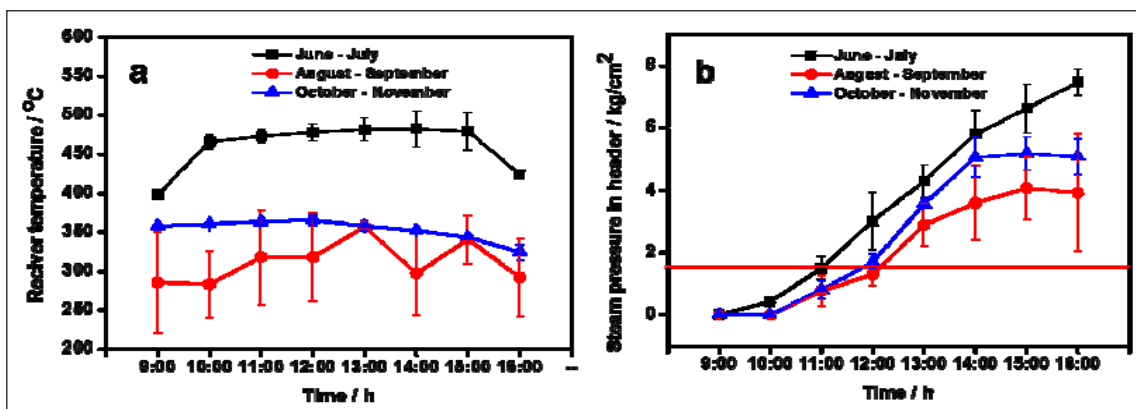 a
Reciver temperature / °C
600
550
500
450
400
350
300
250
200
June - July
August - September
October - November
9:00 10:00 11:00 12:00 13:00 14:00 15:00 16:00 --
Time / h
b
Steam pressure in header / kg/cm²
8
6
4
2
0
June - July
August - September
October - November
9:00 10:00 11:00 12:00 13:00 14:00 15:00 16:00
Time / h